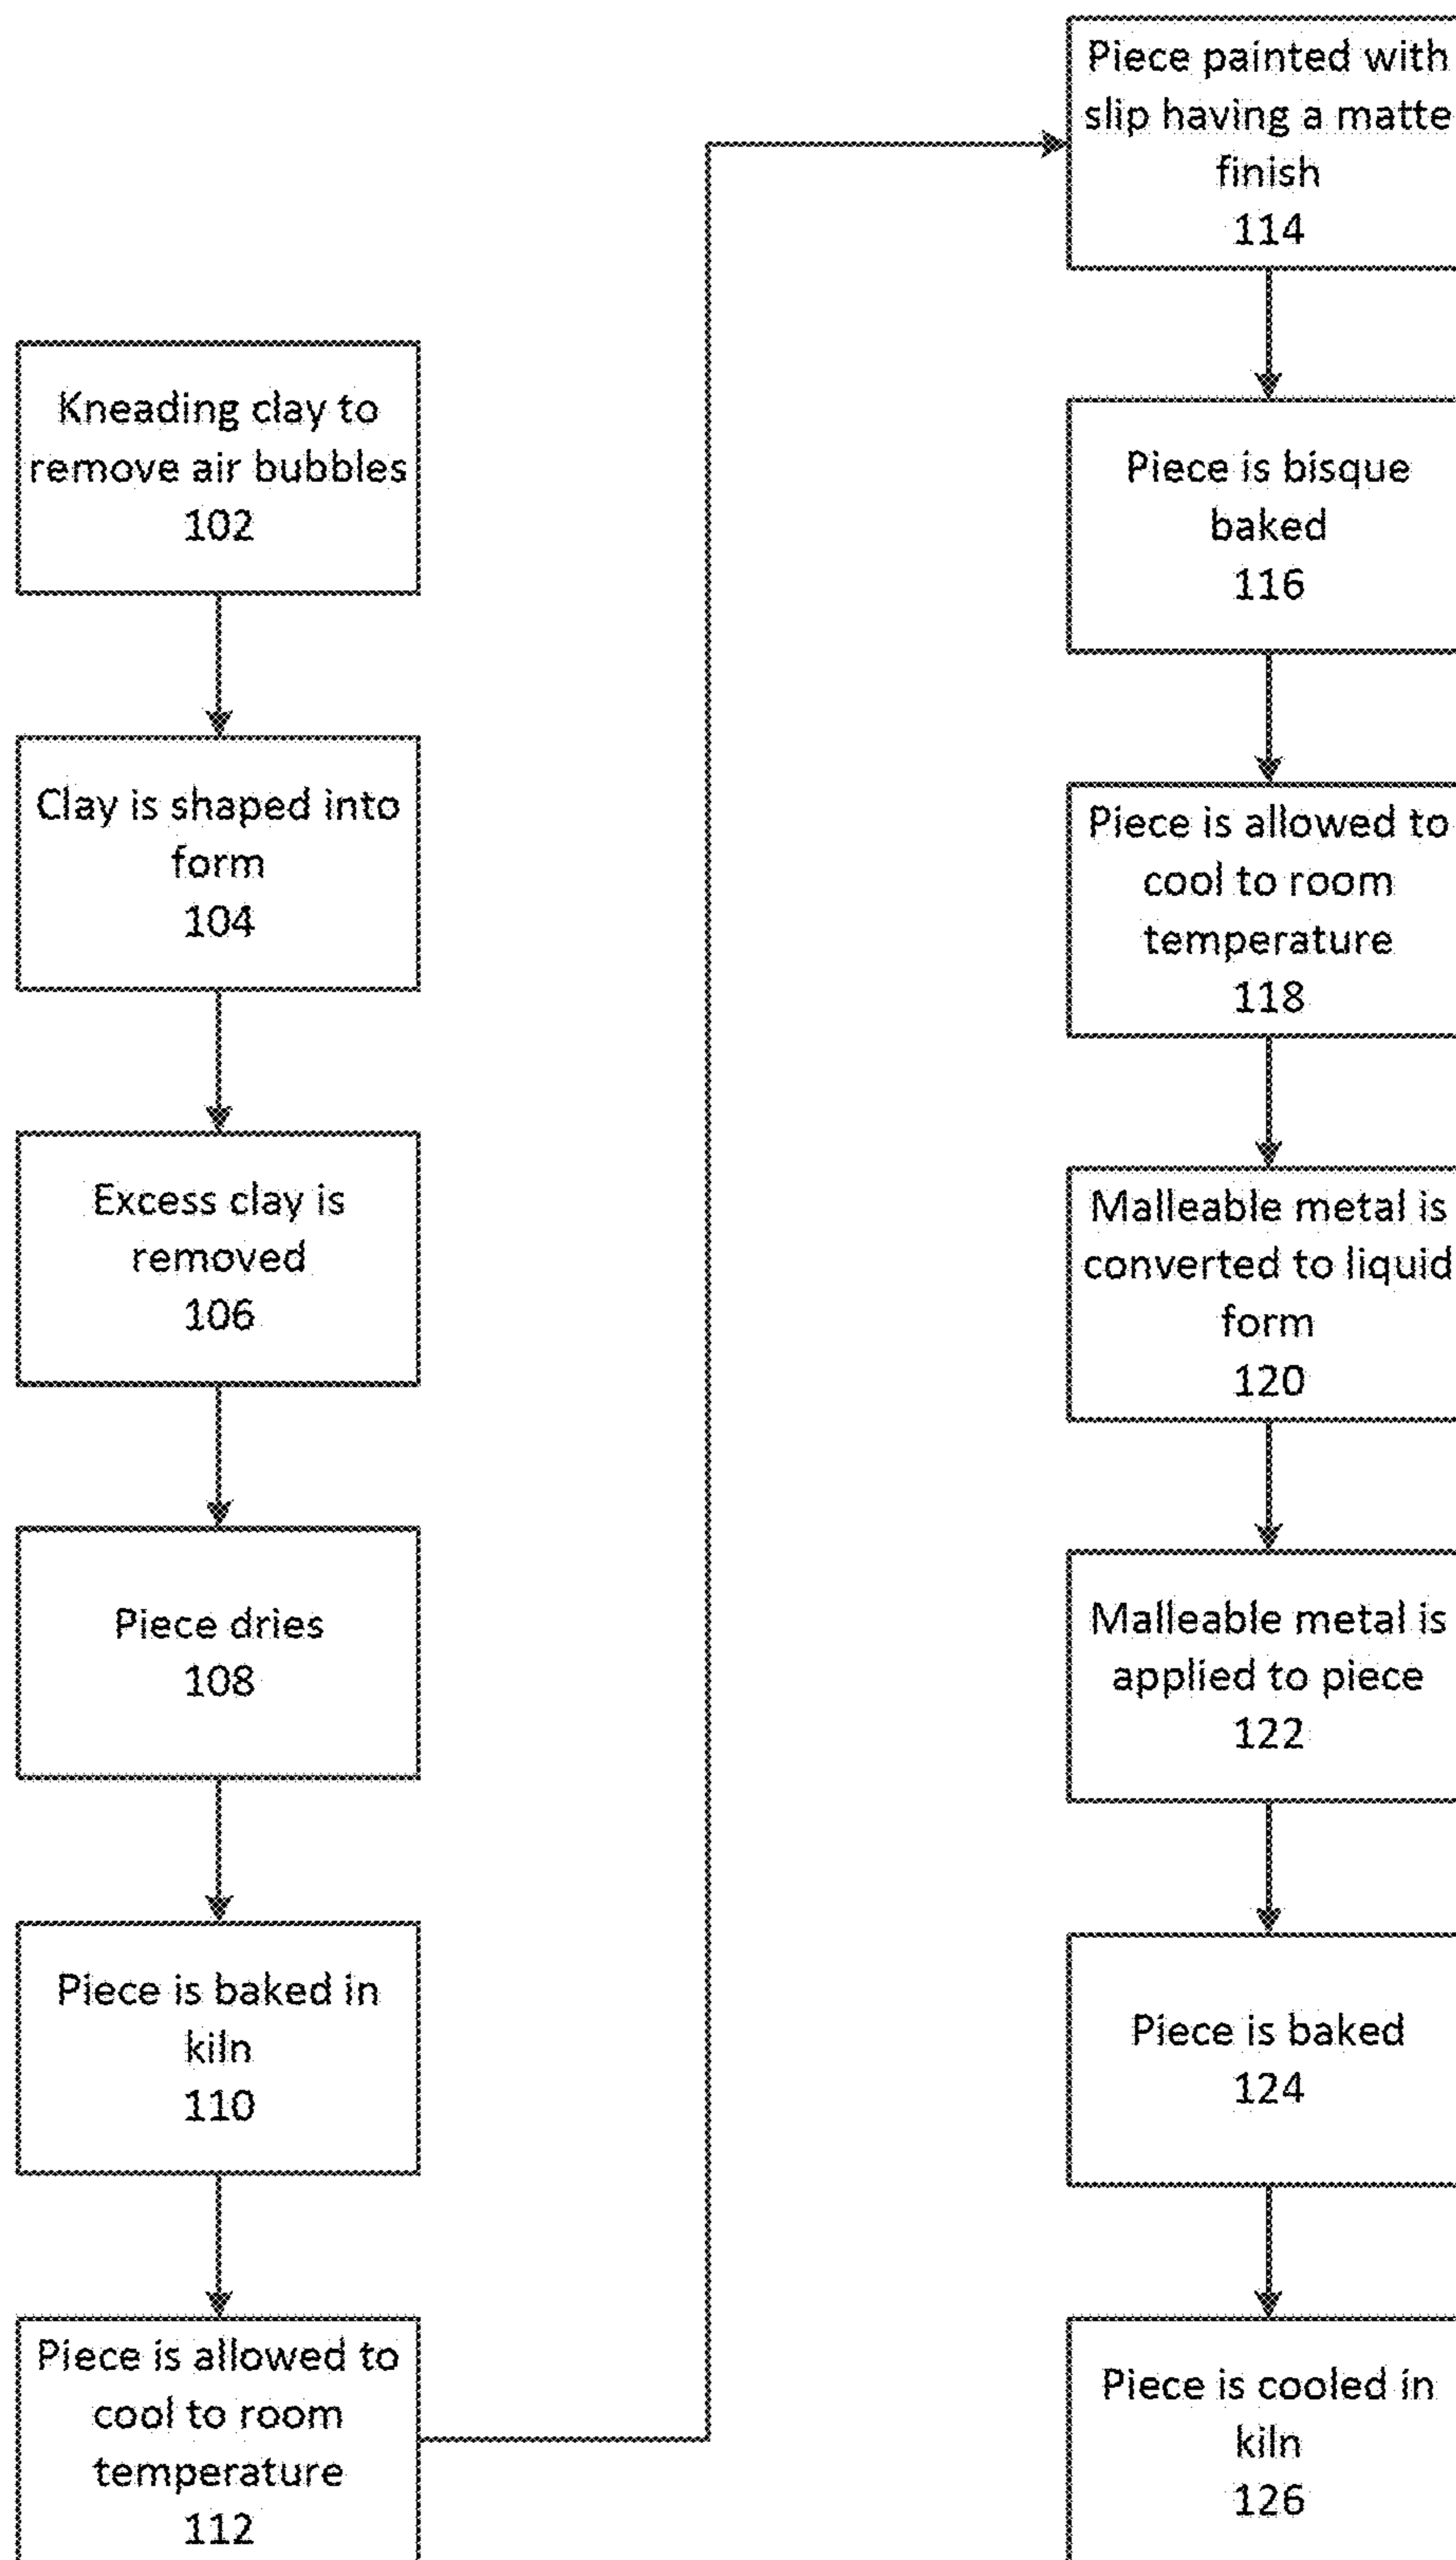 Kneading clay to
remove air bubbles
102
Clay is shaped into
form
104
Excess clay is
removed
106
Piece dries
108
Piece is baked in
kiln
110
Piece is allowed to
cool to room
temperature
112
Piece painted with
slip having a matte
finish
114
Piece is bisque
baked
116
Piece is allowed to
cool to room
temperature
118
Malleable metal is
converted to liquid
form
120
Malleable metal is
applied to piece
122
Piece is baked
124
Piece is cooled in
kiln
126